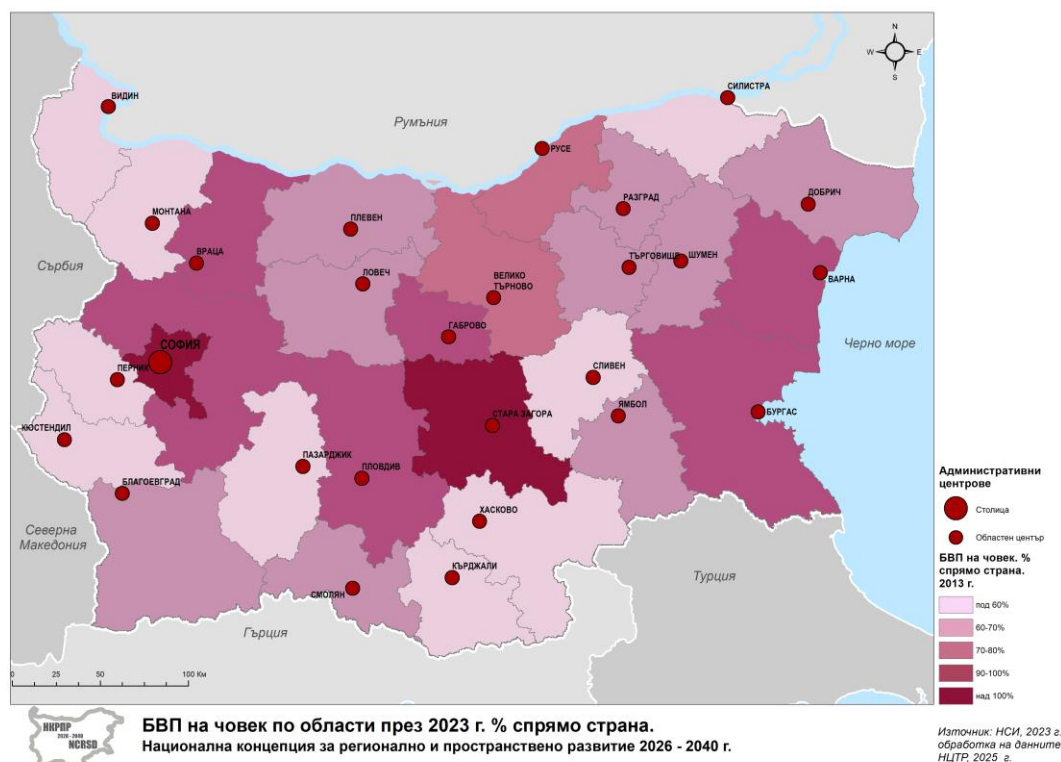 N
W E
S
СИЛИСТРА
ВИДИН
Румъния
РУСЕ
ДОБРИЧ
РАЗГРАД
МОНТАНА
ПЛЕВЕН
ВРАЦА
ТЪРГОВИЩЕ
ШУМЕН
Сърбия
ЛОВЕЧ
ВЕЛИКО
ТЪРНОВО
ВАРНА
ГАБРОВО
СОФИЯ
Черно море
ПЕРНИК
СЛИВЕН
ЯМБОЛ
БУРГАС
СТАРА ЗАГОРА
КЮСТЕНДИЛ
ПАЗАРДЖИК
ПЛОВДИВ
БЛАГОЕВГРАД
ХАСКОВО
Северна
Македония
КЪРДЖАЛИ
Турция
СМОЛЯН
Гърция
0 25 50 100 Км
Административни
центрове
Столица
Областен център
БВП на човек. %
спрямо страна.
2013 г.
под 60%
60-70%
70-80%
90-100%
над 100%
НКРПР
2026 - 2040
NCRSD
БВП на човек по области през 2023 г. % спрямо страна.
Национална концепция за регионално и пространствено развитие 2026 - 2040 г.
Източник: НСИ, 2023 г.
обработка на данните
НЦТР, 2025 г.